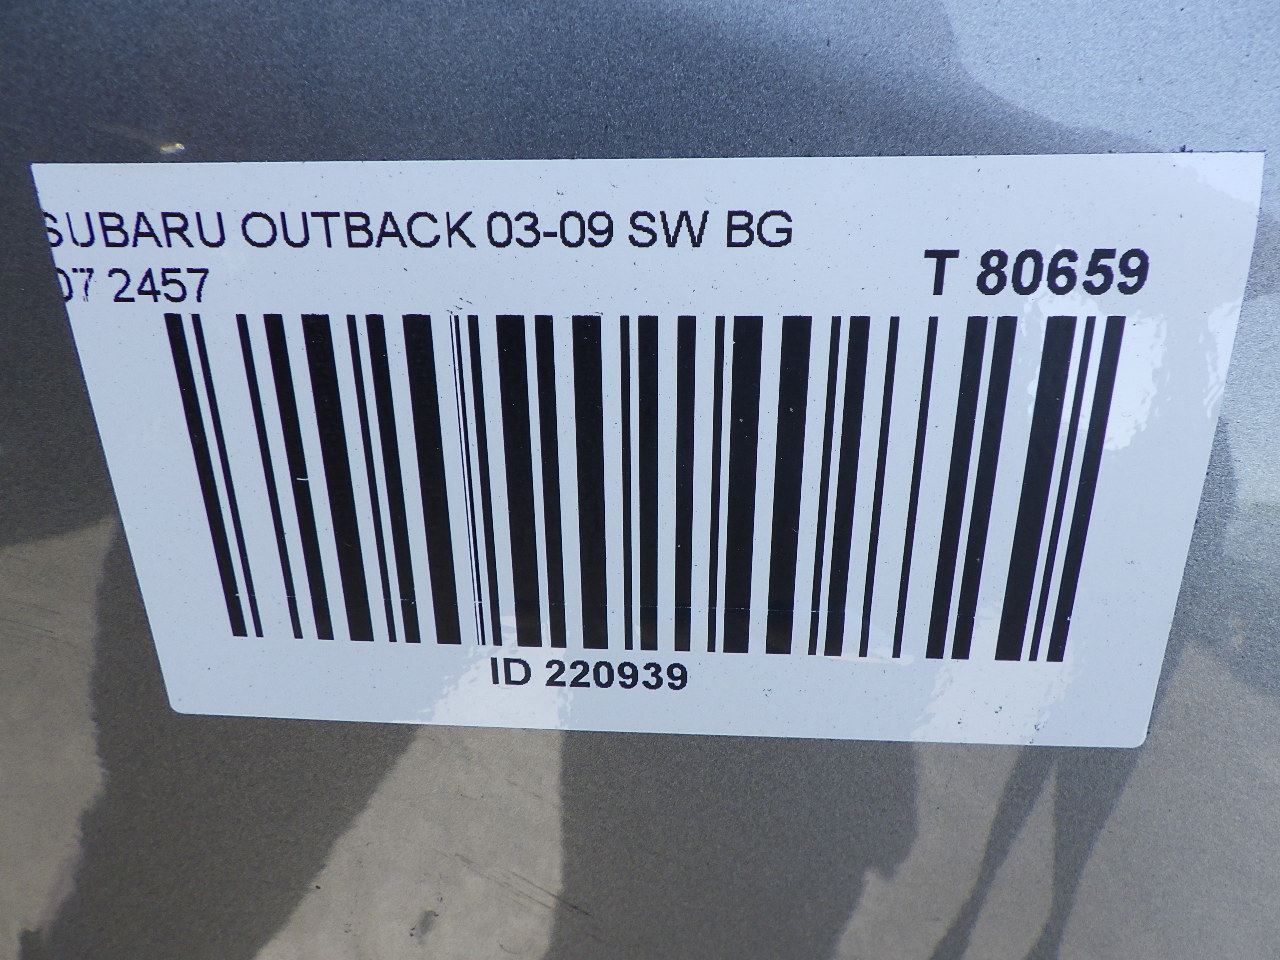 SUBARU OUTBACK 03-09 SW BG
07 2457
T 80659
ID 220939